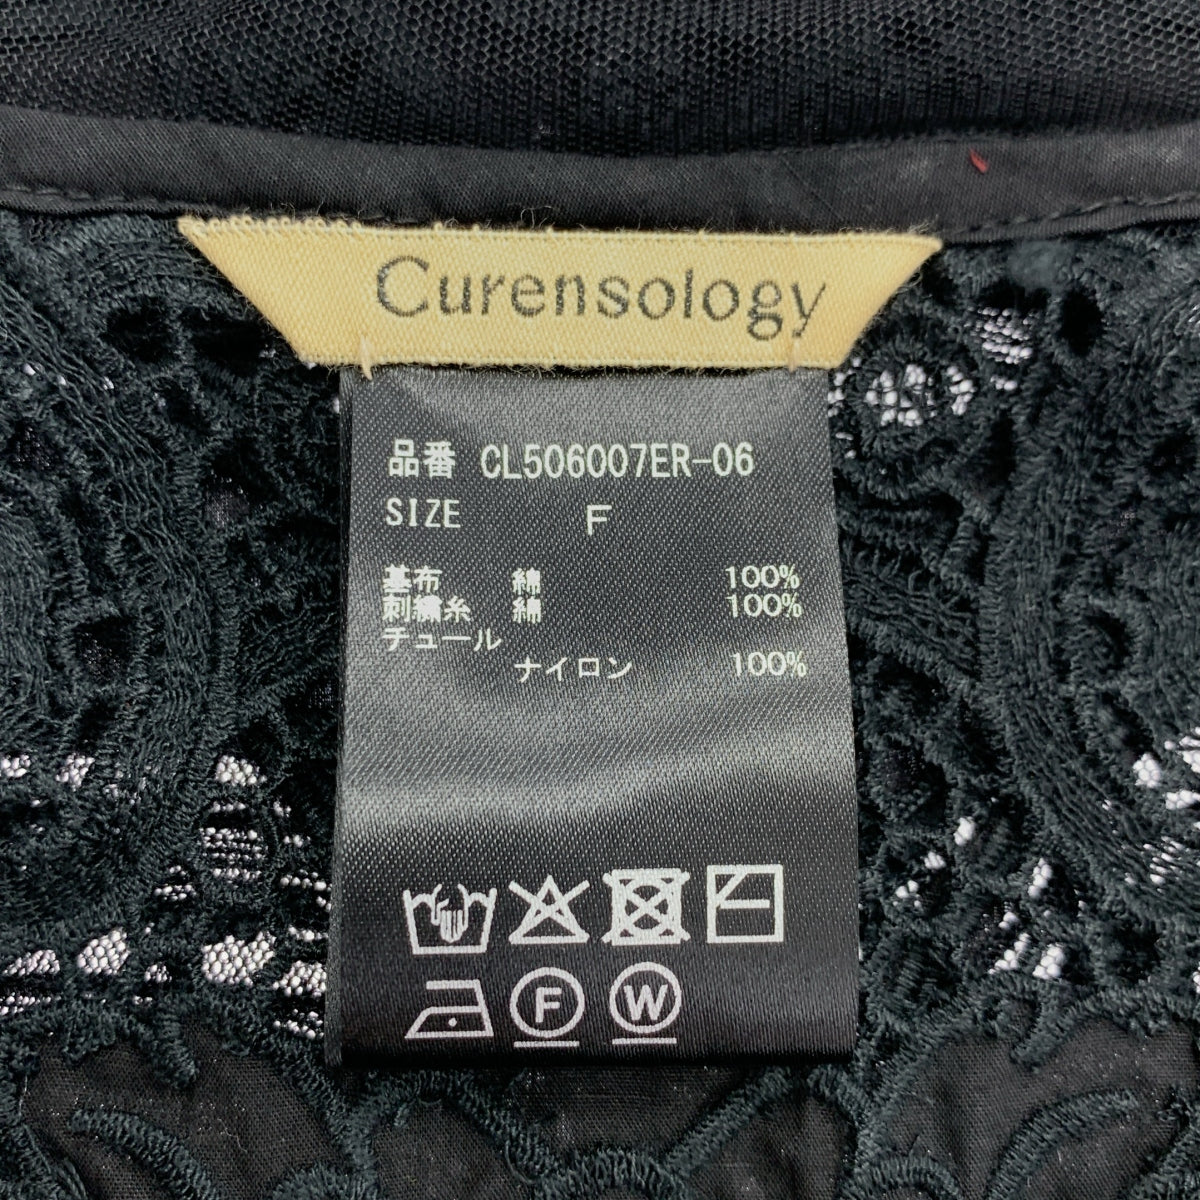 Curensology
品番 CL506007ER-06
SIZE F
基布 綿 100%
刺繍糸 綿 100%
チュール
ナイロン 100%
F W